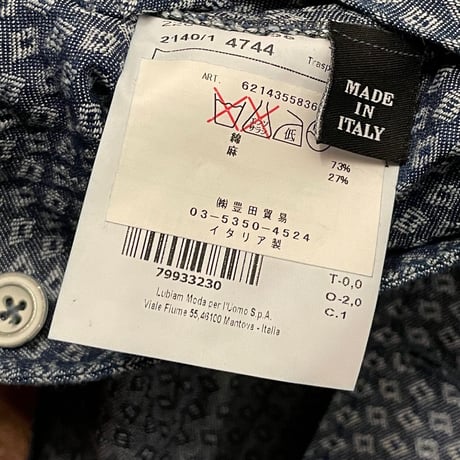 2140/1 4744
Trasp
ART. 6214355836
低
綿 73%
麻 27%
㈱豊田貿易
03-5350-4524
イタリア製
79933230
T-0,0
O-2,0
C.1
Lubiam Moda per l'Uomo S.p.A.
Viale Fiume 55,46100 Mantova - Italia
MADE
IN
ITALY